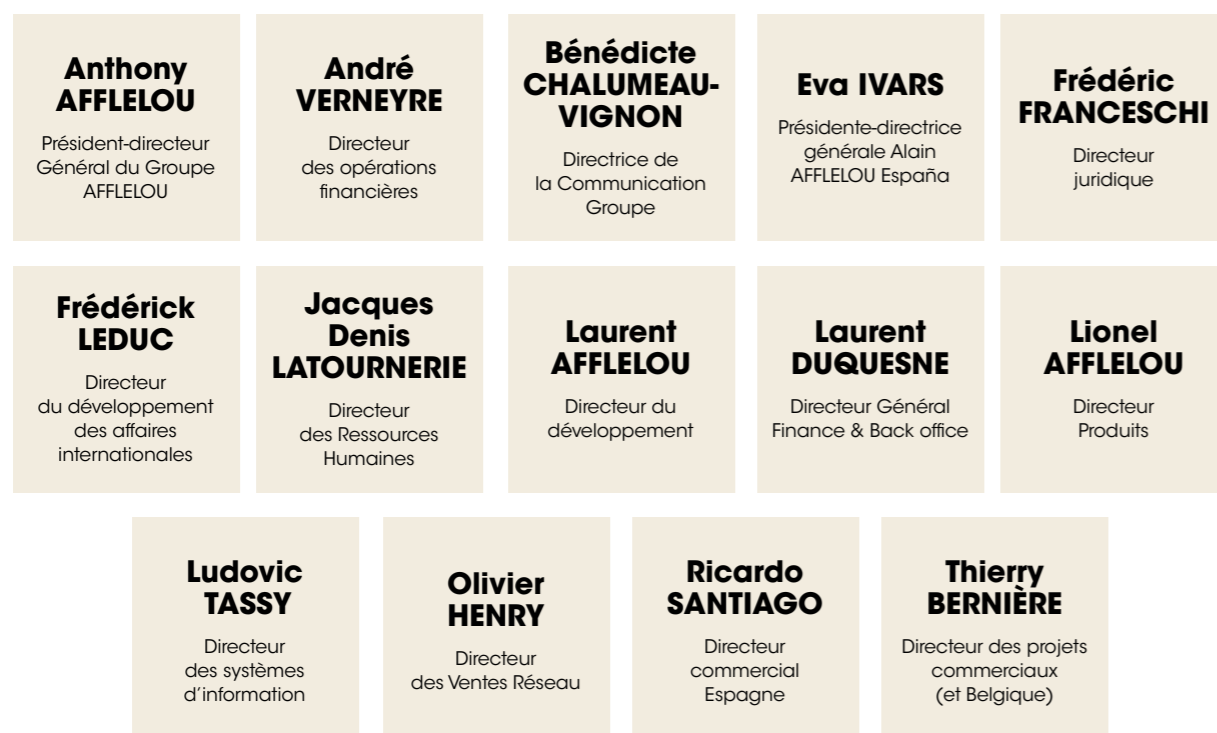 Anthony
AFFLELOU
Président-directeur
Général du Groupe
AFFLELOU
André
VERNEYRE
Directeur
des opérations
financières
Bénédicte
CHALUMEAU-
VIGNON
Directrice de
la Communication
Groupe
Eva IVARS
Présidente-directrice
générale Alain
AFFLELOU España
Frédéric
FRANCESCHI
Directeur
juridique
Frédérick
LEDUC
Directeur
du développement
des affaires
internationales
Jacques
Denis
LATOURNERIE
Directeur
des Ressources
Humaines
Laurent
AFFLELOU
Directeur du
développement
Laurent
DUQUESNE
Directeur Général
Finance & Back office
Lionel
AFFLELOU
Directeur
Produits
Ludovic
TASSY
Directeur
des systèmes
d’information
Olivier
HENRY
Directeur
des Ventes Réseau
Ricardo
SANTIAGO
Directeur
commercial
Espagne
Thierry
BERNIÈRE
Directeur des projets
commerciaux
(et Belgique)